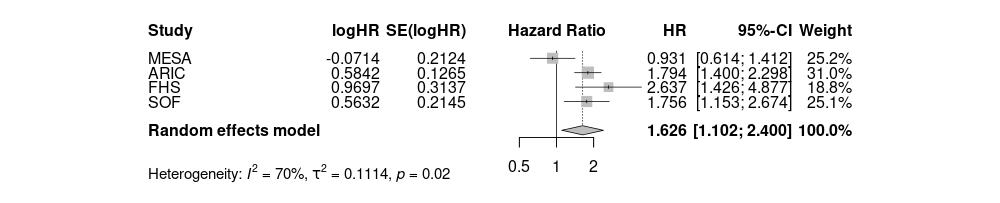 Study logHR SE(logHR) Hazard Ratio HR 95%-CI Weight
MESA -0.0714 0.2124 0.931 [0.614; 1.412] 25.2%
ARIC 0.5842 0.1265 1.794 [1.400; 2.298] 31.0%
FHS 0.9697 0.3137 2.637 [1.426; 4.877] 18.8%
SOF 0.5632 0.2145 1.756 [1.153; 2.674] 25.1%
Random effects model 1.626 [1.102; 2.400] 100.0%
0.5 1 2
Heterogeneity: I² = 70%, τ² = 0.1114, p = 0.02